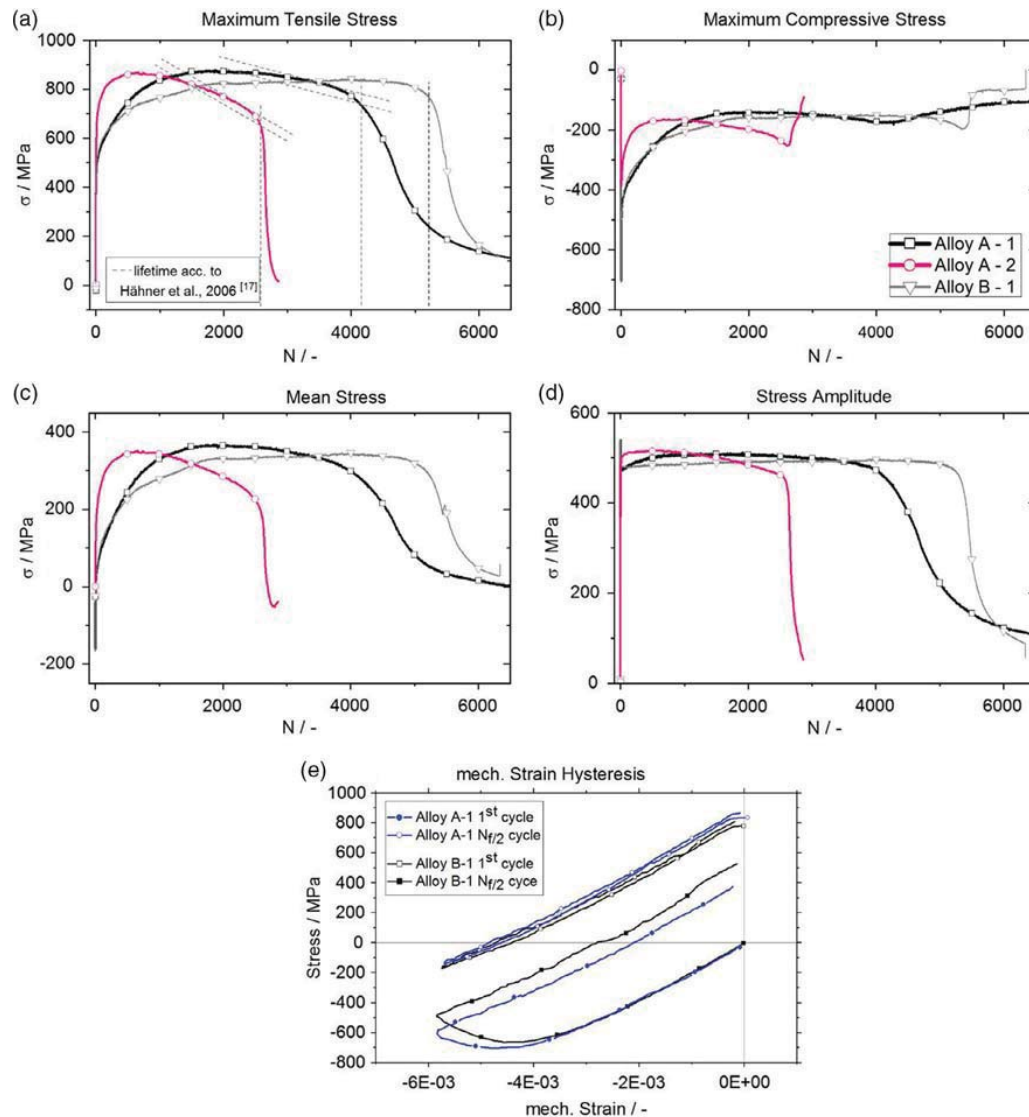 (a)
Maximum Tensile Stress
1000
800
600
400
200
0
σ / MPa
lifetime acc. to
Hähner et al., 2006 [17]
0 2000 4000 6000
N / -
(b)
Maximum Compressive Stress
0
-200
-400
-600
-800
σ / MPa
Alloy A - 1
Alloy A - 2
Alloy B - 1
0 2000 4000 6000
N / -
(c)
Mean Stress
400
200
0
-200
σ / MPa
0 2000 4000 6000
N / -
(d)
Stress Amplitude
600
400
200
0
σ / MPa
0 2000 4000 6000
N / -
(e)
mech. Strain Hysteresis
1000
800
600
400
200
0
-200
-400
-600
-800
Stress / MPa
Alloy A-1 1st cycle
Alloy A-1 Nf/2 cycle
Alloy B-1 1st cycle
Alloy B-1 Nf/2 cyce
-6E-03 -4E-03 -2E-03 0E+00
mech. Strain / -